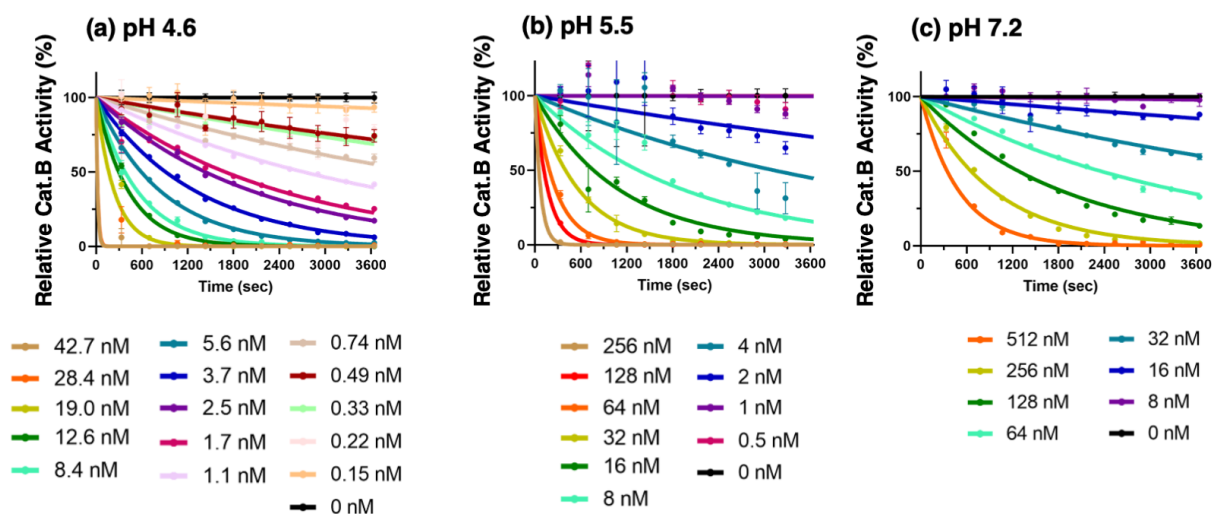 (a) pH 4.6
Relative Cat.B Activity (%)
100
50
0
0 600 1200 1800 2400 3000 3600
Time (sec)
42.7 nM
28.4 nM
19.0 nM
12.6 nM
8.4 nM
5.6 nM
3.7 nM
2.5 nM
1.7 nM
1.1 nM
0.74 nM
0.49 nM
0.33 nM
0.22 nM
0.15 nM
0 nM
(b) pH 5.5
Relative Cat.B Activity (%)
100
50
0
0 600 1200 1800 2400 3000 3600
Time (sec)
256 nM
128 nM
64 nM
32 nM
16 nM
8 nM
4 nM
2 nM
1 nM
0.5 nM
0 nM
(c) pH 7.2
Relative Cat.B Activity (%)
100
50
0
0 600 1200 1800 2400 3000 3600
Time (sec)
512 nM
256 nM
128 nM
64 nM
32 nM
16 nM
8 nM
0 nM